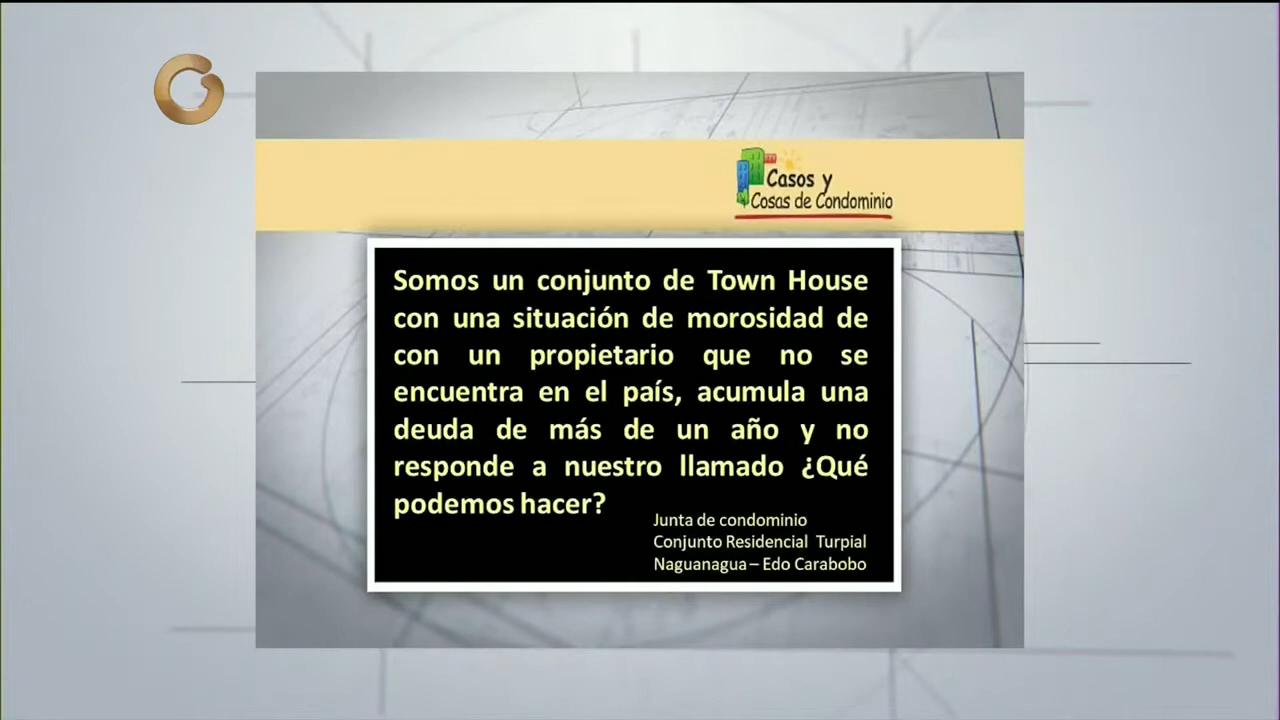 Casos y
Cosas de Condominio
Somos un conjunto de Town House
con una situación de morosidad de
con un propietario que no se
encuentra en el país, acumula una
deuda de más de un año y no
responde a nuestro llamado ¿Qué
podemos hacer?
Junta de condominio
Conjunto Residencial Turpial
Naguanagua – Edo Carabobo